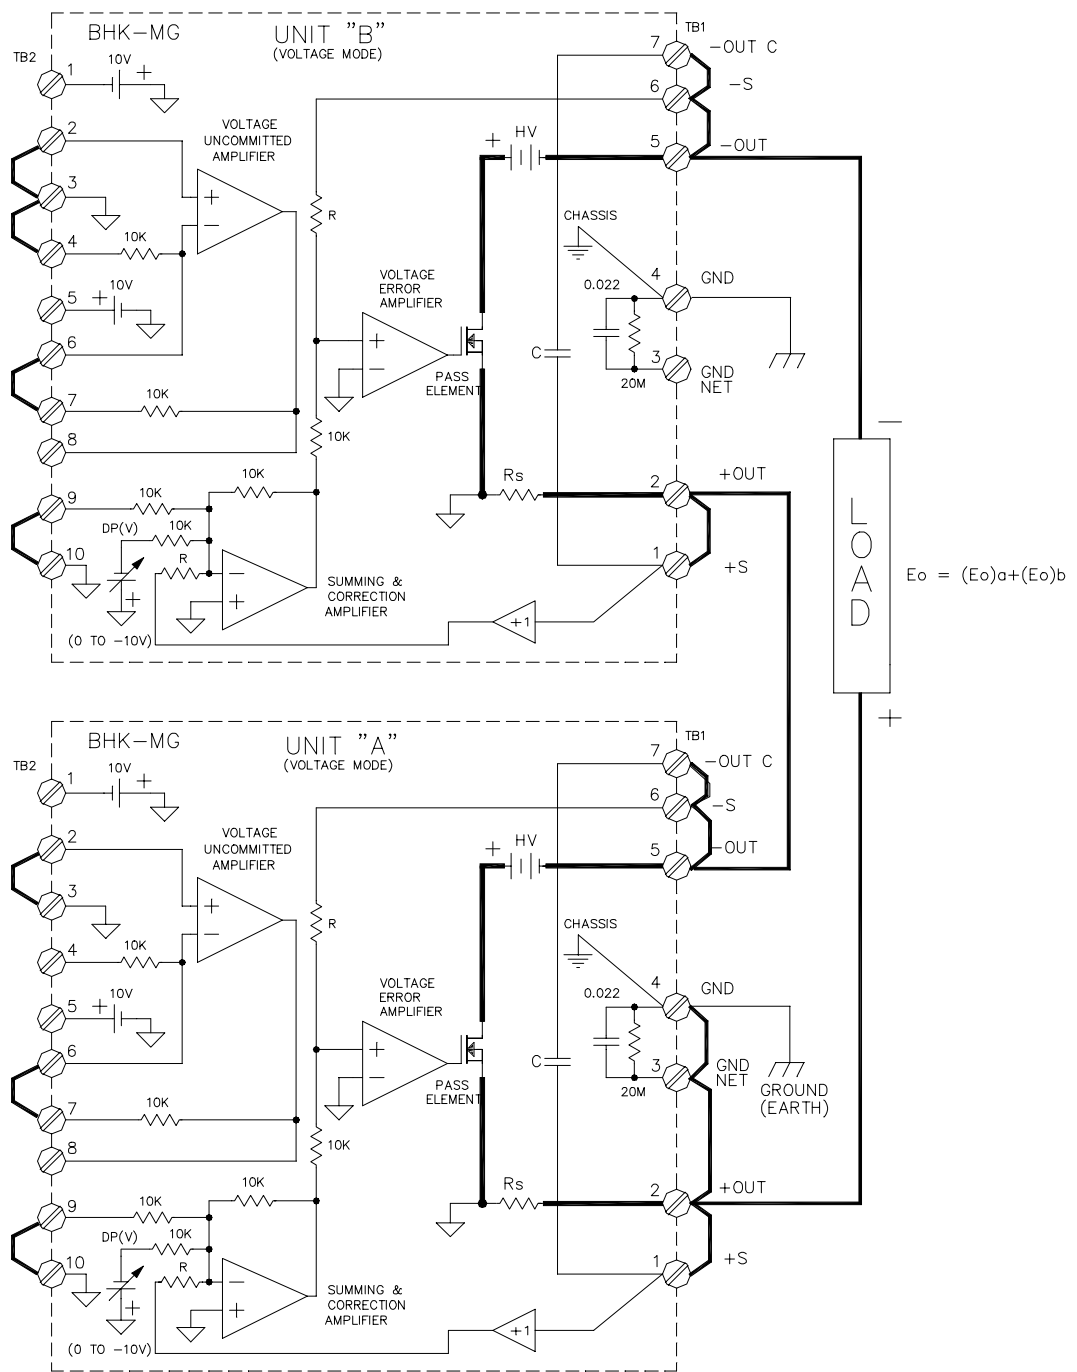 BHK-MG
UNIT "B"
(VOLTAGE MODE)
TB2
TB1
1
10V
+
7
-OUT C
6
-S
2
VOLTAGE
UNCOMMITTED
AMPLIFIER
+
HV
5
-OUT
3
+
-
R
CHASSIS
4
10K
VOLTAGE
ERROR
AMPLIFIER
0.022
4
GND
5
+
10V
6
+
-
C
3
GND
NET
20M
PASS
ELEMENT
7
10K
8
10K
-
LOAD
+
Eo = (Eo)a+(Eo)b
10K
Rs
2
+OUT
9
10K
DP(V)
10K
R
10
+
-
+
SUMMING &
CORRECTION
AMPLIFIER
1
+S
+1
(0 TO -10V)
BHK-MG
UNIT "A"
(VOLTAGE MODE)
TB2
TB1
1
10V
+
7
-OUT C
6
-S
2
VOLTAGE
UNCOMMITTED
AMPLIFIER
+
HV
5
-OUT
3
+
-
R
CHASSIS
4
10K
VOLTAGE
ERROR
AMPLIFIER
0.022
4
GND
5
+
10V
6
+
-
C
3
GND
NET
20M
GROUND
(EARTH)
PASS
ELEMENT
7
10K
8
10K
10K
Rs
2
+OUT
9
10K
DP(V)
10K
R
10
+
-
+
SUMMING &
CORRECTION
AMPLIFIER
1
+S
+1
(0 TO -10V)